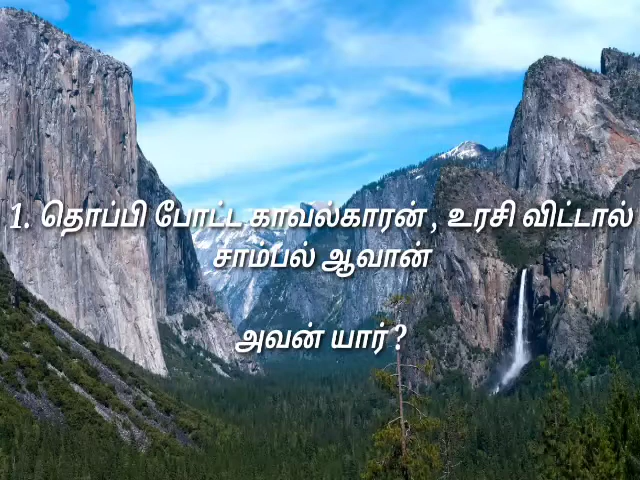 1. தொப்பி போட்ட காவல்காரன் , உரசி விட்டால்
சாம்பல் ஆவான்
அவன் யார்?